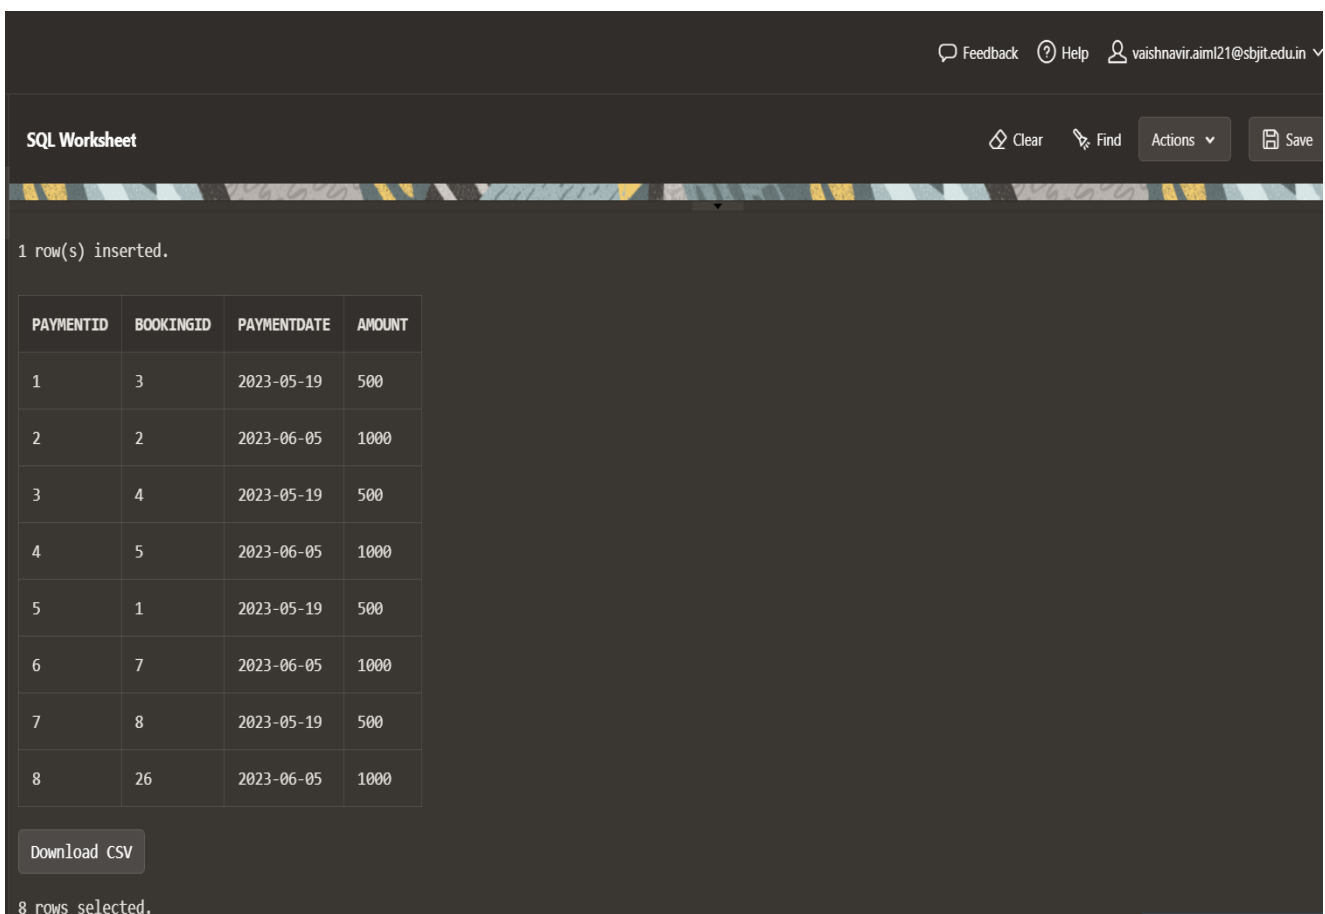 Feedback Help vaishnavir.aiml21@sbjit.edu.in
SQL Worksheet Clear Find Actions Save
1 row(s) inserted.
PAYMENTID BOOKINGID PAYMENTDATE AMOUNT
1 3 2023-05-19 500
2 2 2023-06-05 1000
3 4 2023-05-19 500
4 5 2023-06-05 1000
5 1 2023-05-19 500
6 7 2023-06-05 1000
7 8 2023-05-19 500
8 26 2023-06-05 1000
Download CSV
8 rows selected.